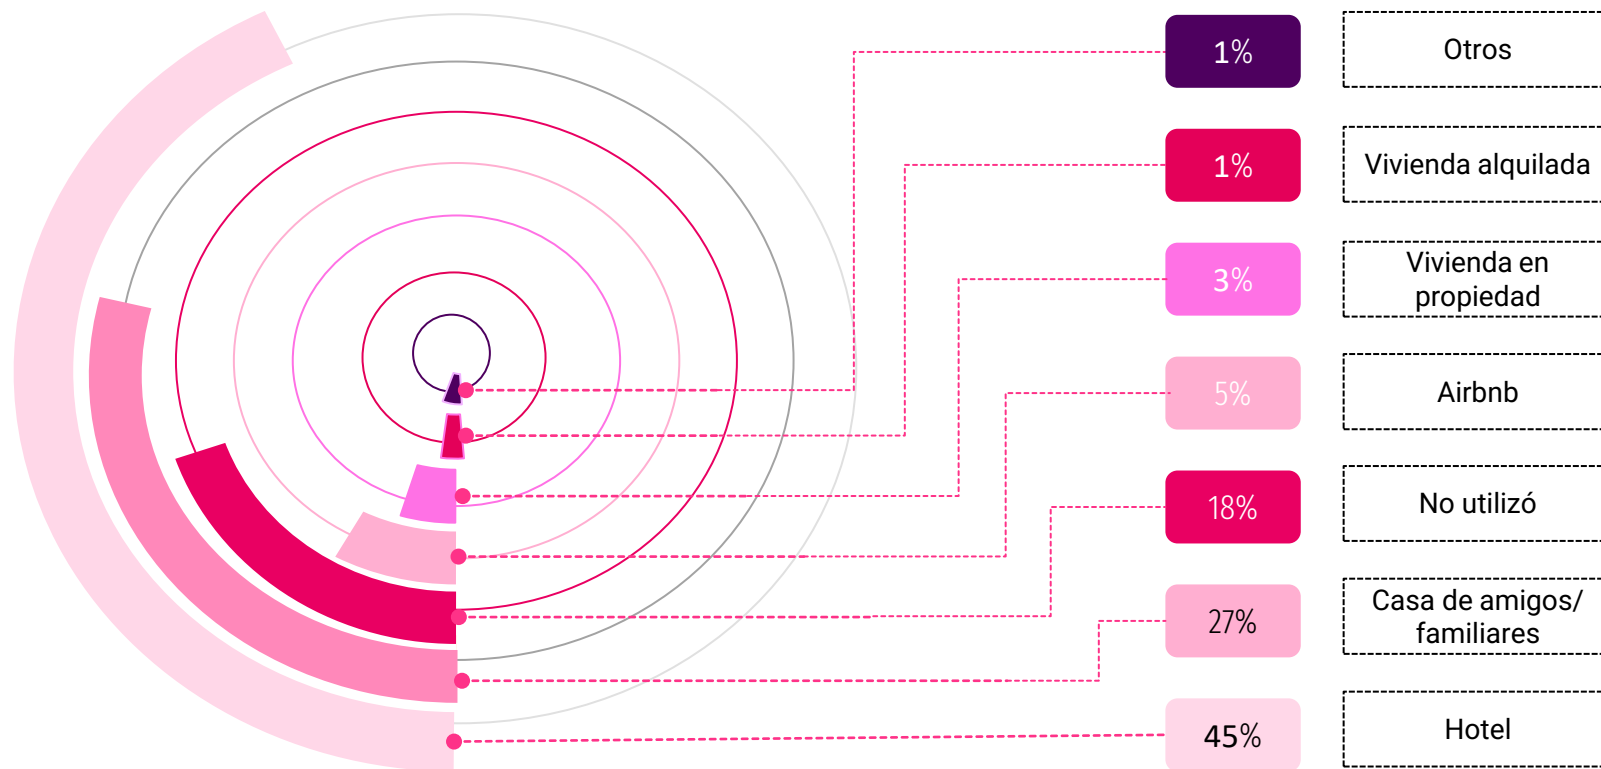 1%
Otros
1%
Vivienda alquilada
3%
Vivienda en
propiedad
5%
Airbnb
18%
No utilizó
27%
Casa de amigos/
familiares
45%
Hotel